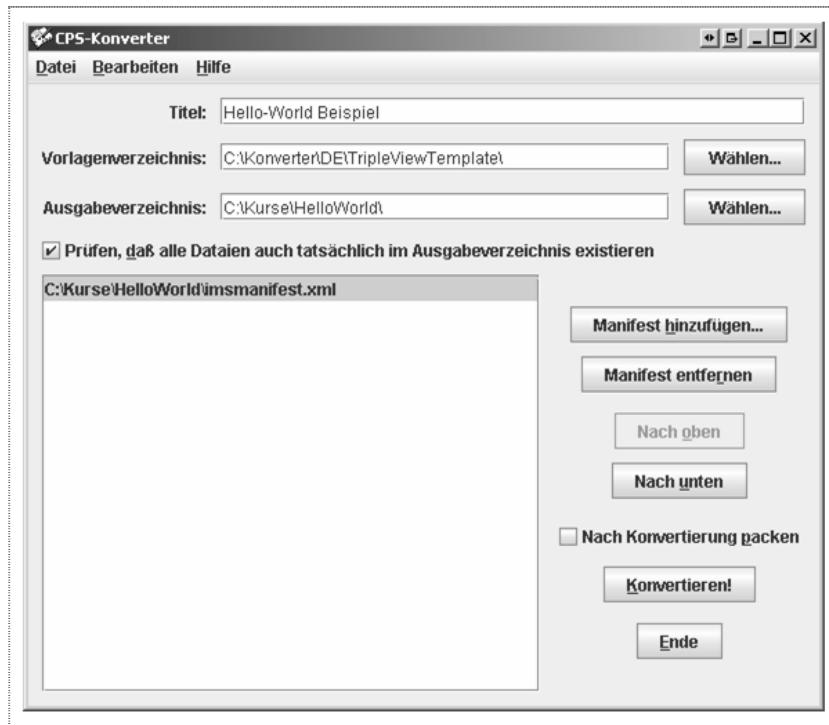 CPS-Konverter
Datei Bearbeiten Hilfe
Titel: Hello-World Beispiel
Vorlagenverzeichnis: C:\Konverter\DE\TripleViewTemplate\ Wählen...
Ausgabeverzeichnis: C:\Kurse\HelloWorld\ Wählen...
Prüfen, daß alle Dataien auch tatsächlich im Ausgabeverzeichnis existieren
C:\Kurse\HelloWorld\imsmanifest.xml
Manifest hinzufügen...
Manifest entfernen
Nach oben
Nach unten
Nach Konvertierung packen
Konvertieren!
Ende